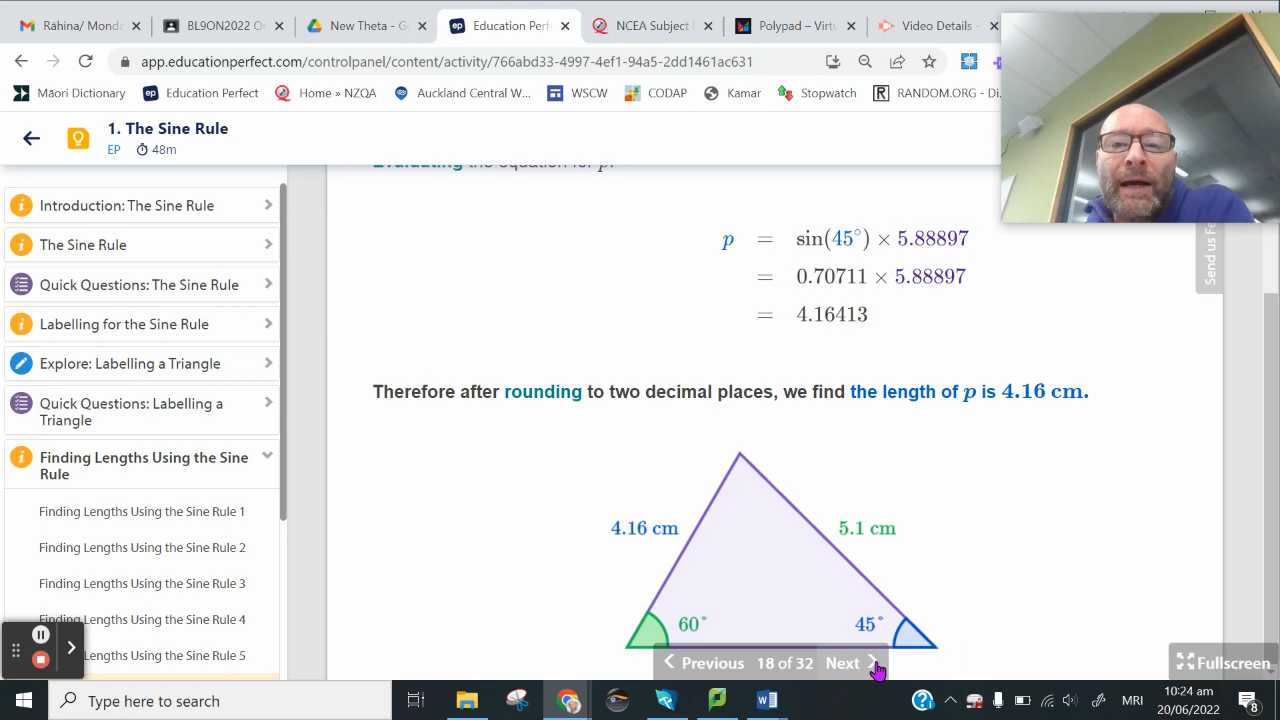 Rāhina/ Monda
BL9ON2022 O
New Theta - G
Education Perf
NCEA Subject
Polypad – Virtu
Video Details -
app.educationperfect.com/controlpanel/content/activity/766abc33-4997-4ef1-94a5-2dd1461ac631
Māori Dictionary
Education Perfect
Home » NZQA
Auckland Central W...
WSCW
CODAP
Kamar
Stopwatch
RANDOM.ORG - Di...
1. The Sine Rule
EP 48m
Introduction: The Sine Rule
The Sine Rule
Quick Questions: The Sine Rule
Labelling for the Sine Rule
Explore: Labelling a Triangle
Quick Questions: Labelling a
Triangle
Finding Lengths Using the Sine
Rule
Finding Lengths Using the Sine Rule 1
Finding Lengths Using the Sine Rule 2
Finding Lengths Using the Sine Rule 3
Finding Lengths Using the Sine Rule 4
Finding Lengths Using the Sine Rule 5
Evaluating the equation for p:
p = sin(45°) × 5.88897
= 0.70711 × 5.88897
= 4.16413
Therefore after rounding to two decimal places, we find the length of p is 4.16 cm.
4.16 cm
5.1 cm
60°
45°
Previous 18 of 32 Next
Fullscreen
Send us Fe
Type here to search
MRI
10:24 am
20/06/2022
8